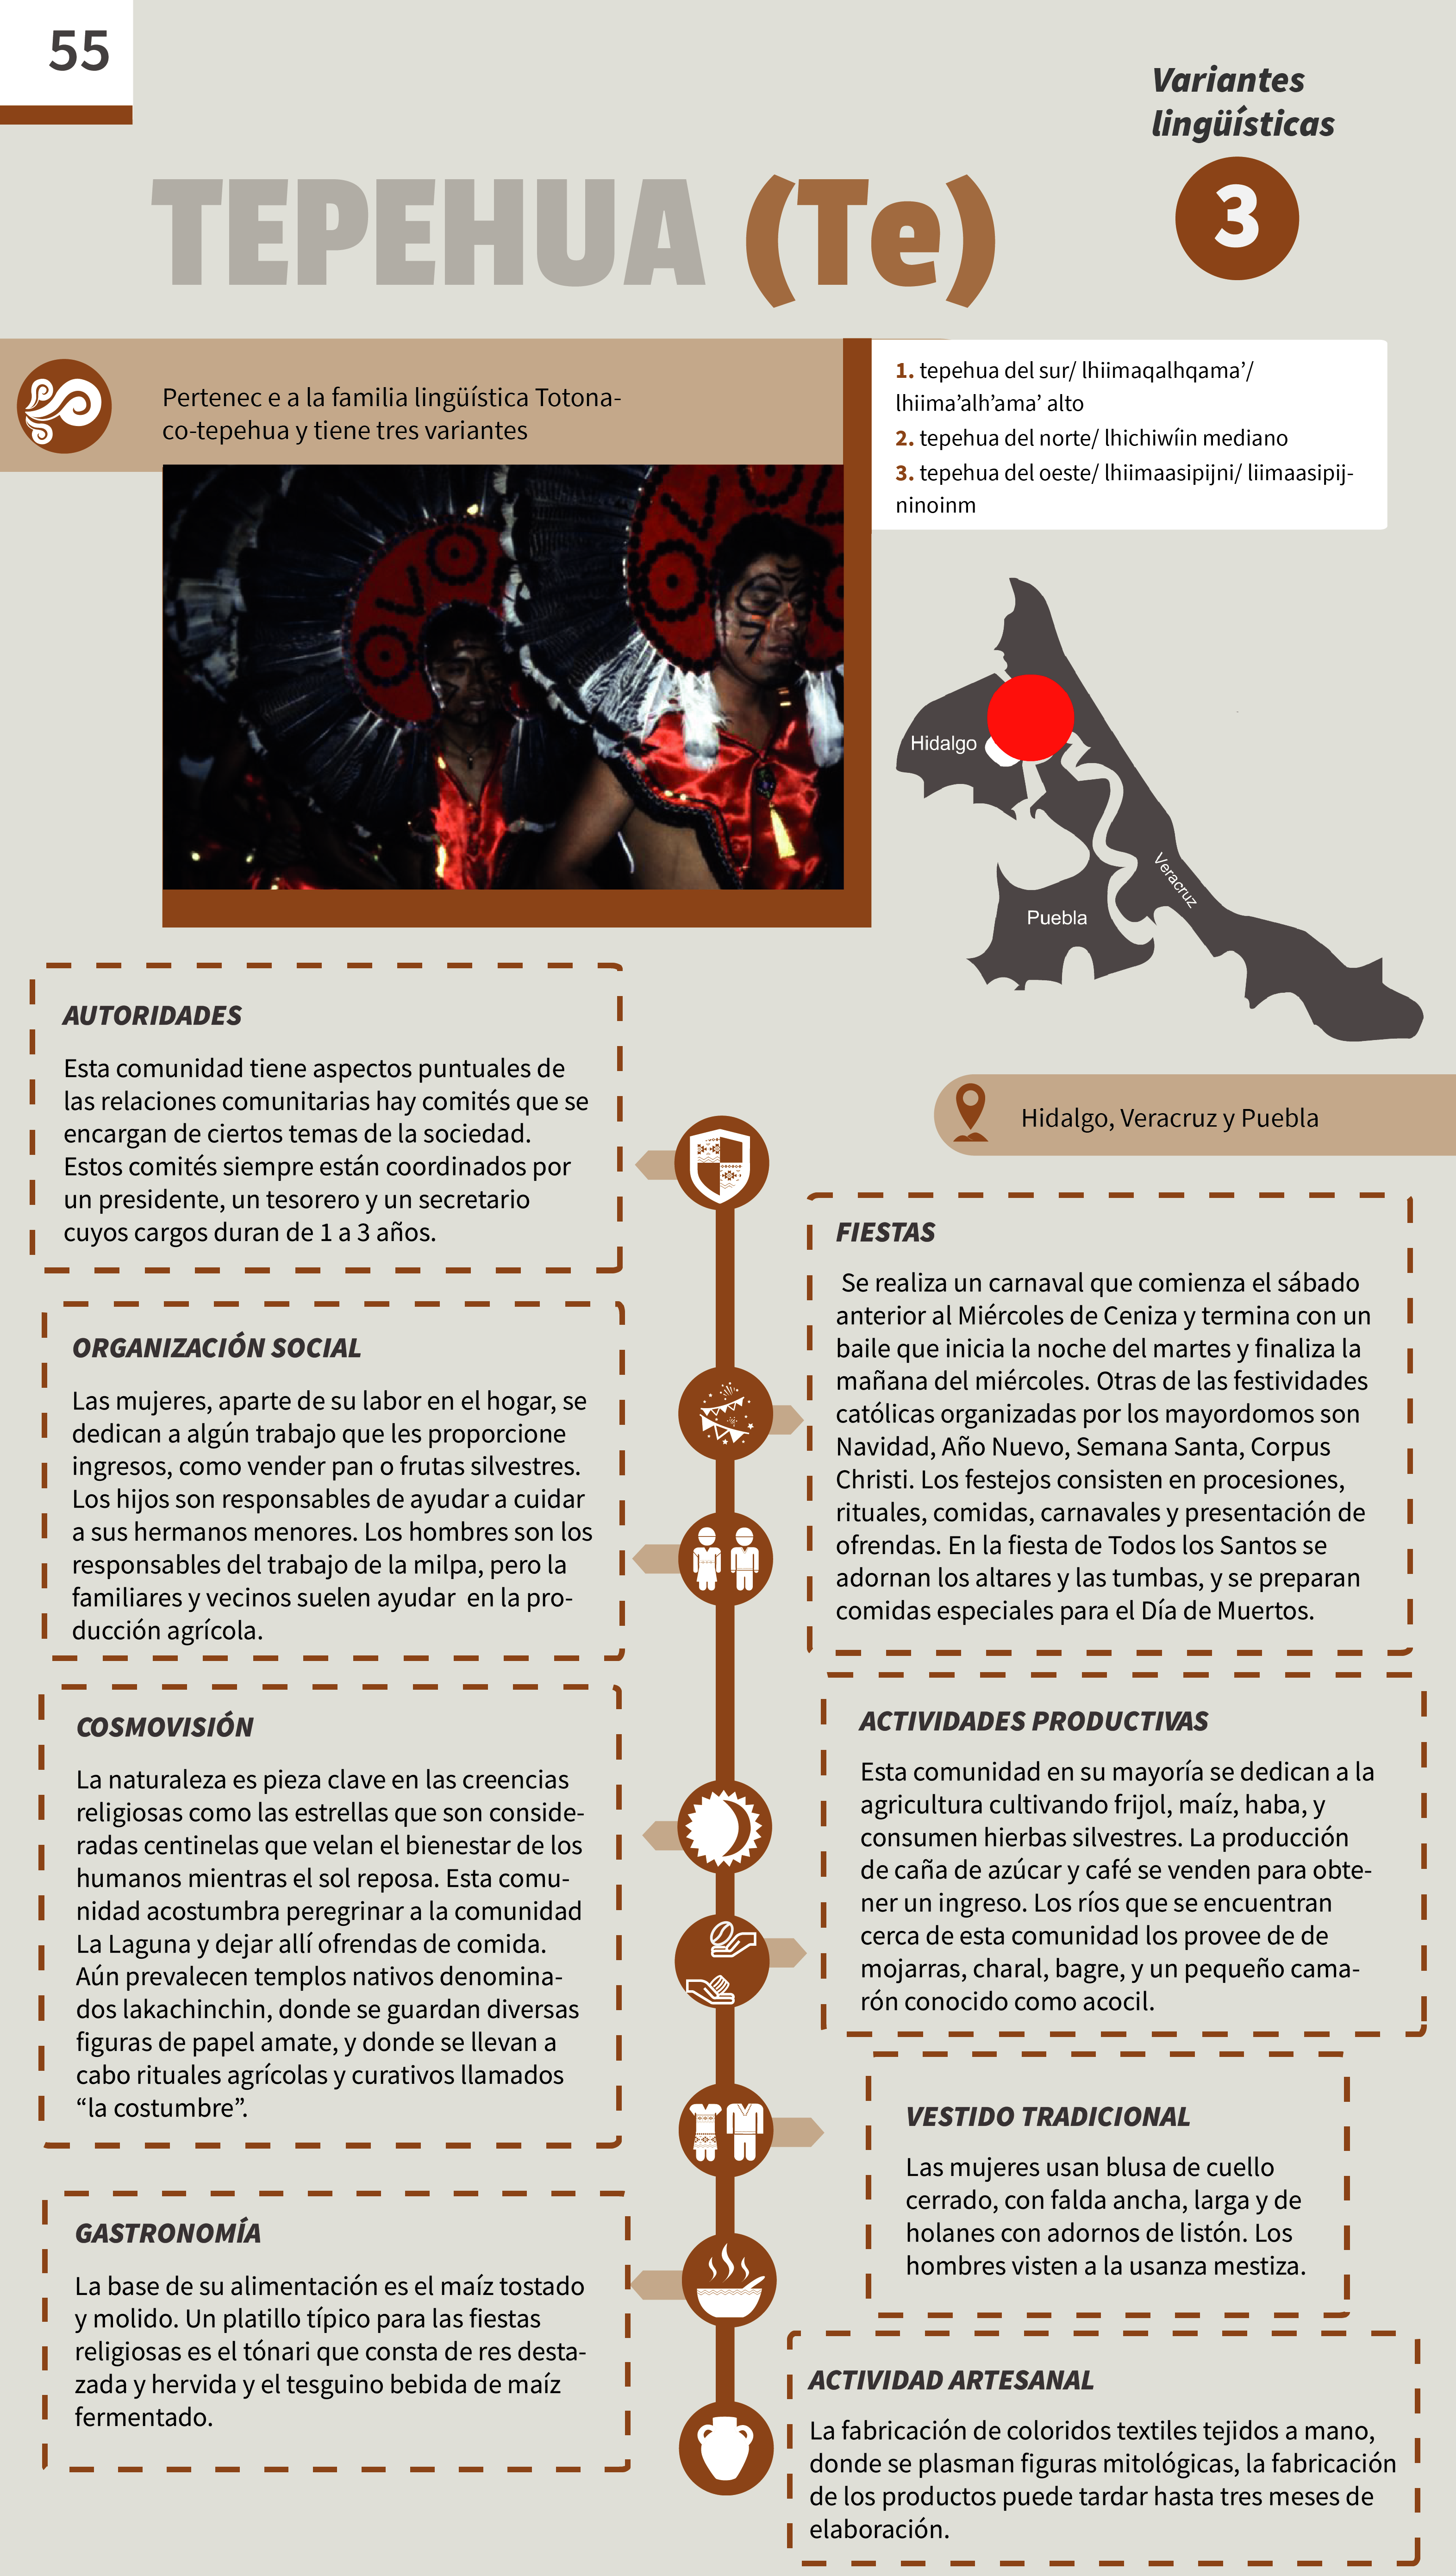 55
Variantes
lingüísticas
3
TEPEHUA (Te)
Pertenec e a la familia lingüística Totona-
co-tepehua y tiene tres variantes
1. tepehua del sur/ lhiimaqalhqama’/
lhiima’alh’ama’ alto
2. tepehua del norte/ lhichiwíin mediano
3. tepehua del oeste/ lhiimaasipijni/ liimaasipij-
ninoinm
Hidalgo
Veracruz
Puebla
Hidalgo, Veracruz y Puebla
AUTORIDADES
Esta comunidad tiene aspectos puntuales de
las relaciones comunitarias hay comités que se
encargan de ciertos temas de la sociedad.
Estos comités siempre están coordinados por
un presidente, un tesorero y un secretario
cuyos cargos duran de 1 a 3 años.
FIESTAS
Se realiza un carnaval que comienza el sábado
anterior al Miércoles de Ceniza y termina con un
baile que inicia la noche del martes y finaliza la
mañana del miércoles. Otras de las festividades
católicas organizadas por los mayordomos son
Navidad, Año Nuevo, Semana Santa, Corpus
Christi. Los festejos consisten en procesiones,
rituales, comidas, carnavales y presentación de
ofrendas. En la fiesta de Todos los Santos se
adornan los altares y las tumbas, y se preparan
comidas especiales para el Día de Muertos.
ORGANIZACIÓN SOCIAL
Las mujeres, aparte de su labor en el hogar, se
dedican a algún trabajo que les proporcione
ingresos, como vender pan o frutas silvestres.
Los hijos son responsables de ayudar a cuidar
a sus hermanos menores. Los hombres son los
responsables del trabajo de la milpa, pero la
familiares y vecinos suelen ayudar  en la pro-
ducción agrícola.
COSMOVISIÓN
La naturaleza es pieza clave en las creencias
religiosas como las estrellas que son conside-
radas centinelas que velan el bienestar de los
humanos mientras el sol reposa. Esta comu-
nidad acostumbra peregrinar a la comunidad
La Laguna y dejar allí ofrendas de comida.
Aún prevalecen templos nativos denomina-
dos lakachinchin, donde se guardan diversas
figuras de papel amate, y donde se llevan a
cabo rituales agrícolas y curativos llamados
“la costumbre”.
ACTIVIDADES PRODUCTIVAS
Esta comunidad en su mayoría se dedican a la
agricultura cultivando frijol, maíz, haba, y
consumen hierbas silvestres. La producción
de caña de azúcar y café se venden para obte-
ner un ingreso. Los ríos que se encuentran
cerca de esta comunidad los provee de de
mojarras, charal, bagre, y un pequeño cama-
rón conocido como acocil.
VESTIDO TRADICIONAL
Las mujeres usan blusa de cuello
cerrado, con falda ancha, larga y de
holanes con adornos de listón. Los
hombres visten a la usanza mestiza.
GASTRONOMÍA
La base de su alimentación es el maíz tostado
y molido. Un platillo típico para las fiestas
religiosas es el tónari que consta de res desta-
zada y hervida y el tesguino bebida de maíz
fermentado.
ACTIVIDAD ARTESANAL
La fabricación de coloridos textiles tejidos a mano,
donde se plasman figuras mitológicas, la fabricación
de los productos puede tardar hasta tres meses de
elaboración.